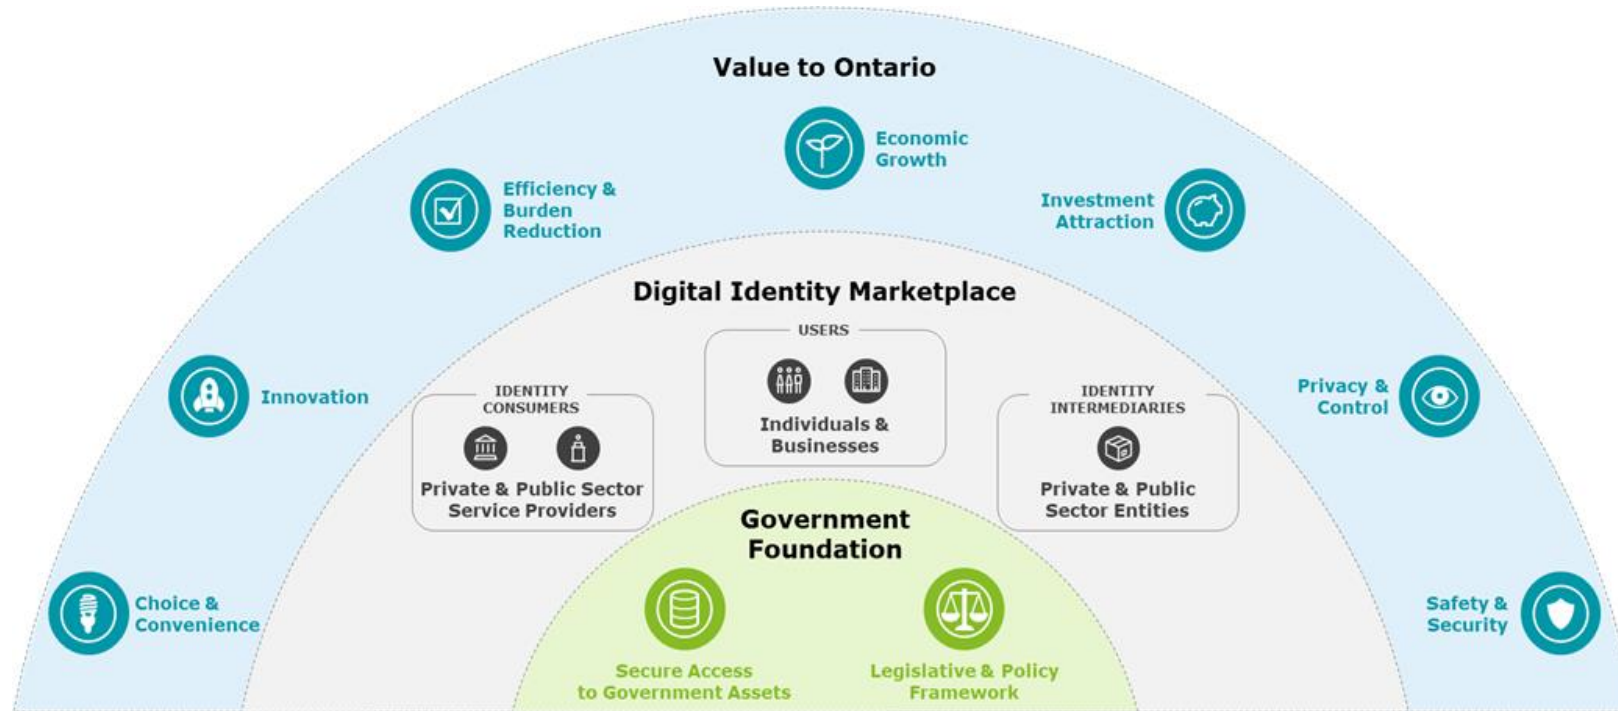 Value to Ontario
Economic
Growth
Efficiency &
Burden
Reduction
Investment
Attraction
Innovation
Privacy &
Control
Choice &
Convenience
Safety &
Security
Digital Identity Marketplace
USERS
Individuals &
Businesses
IDENTITY
CONSUMERS
Private & Public Sector
Service Providers
IDENTITY
INTERMEDIARIES
Private & Public
Sector Entities
Government
Foundation
Secure Access
to Government Assets
Legislative & Policy
Framework